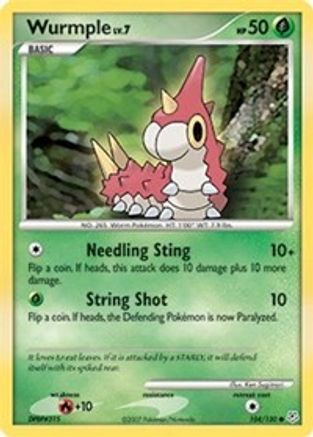 Wurmple LV.7 HP 50
BASIC
NO. 265 Worm Pokémon HT: 1'00" WT: 7.9 lbs.
Needling Sting 10+
Flip a coin. If heads, this attack does 10 damage plus 10 more
damage.
String Shot 10
Flip a coin. If heads, the Defending Pokémon is now Paralyzed.
It loves to eat leaves. If it is attacked by a STARLY, it will defend
itself with its spiked rear.
Illus. Ken Sugimori
weakness resistance retreat cost
+10
©2007 Pokémon/Nintendo 104/130